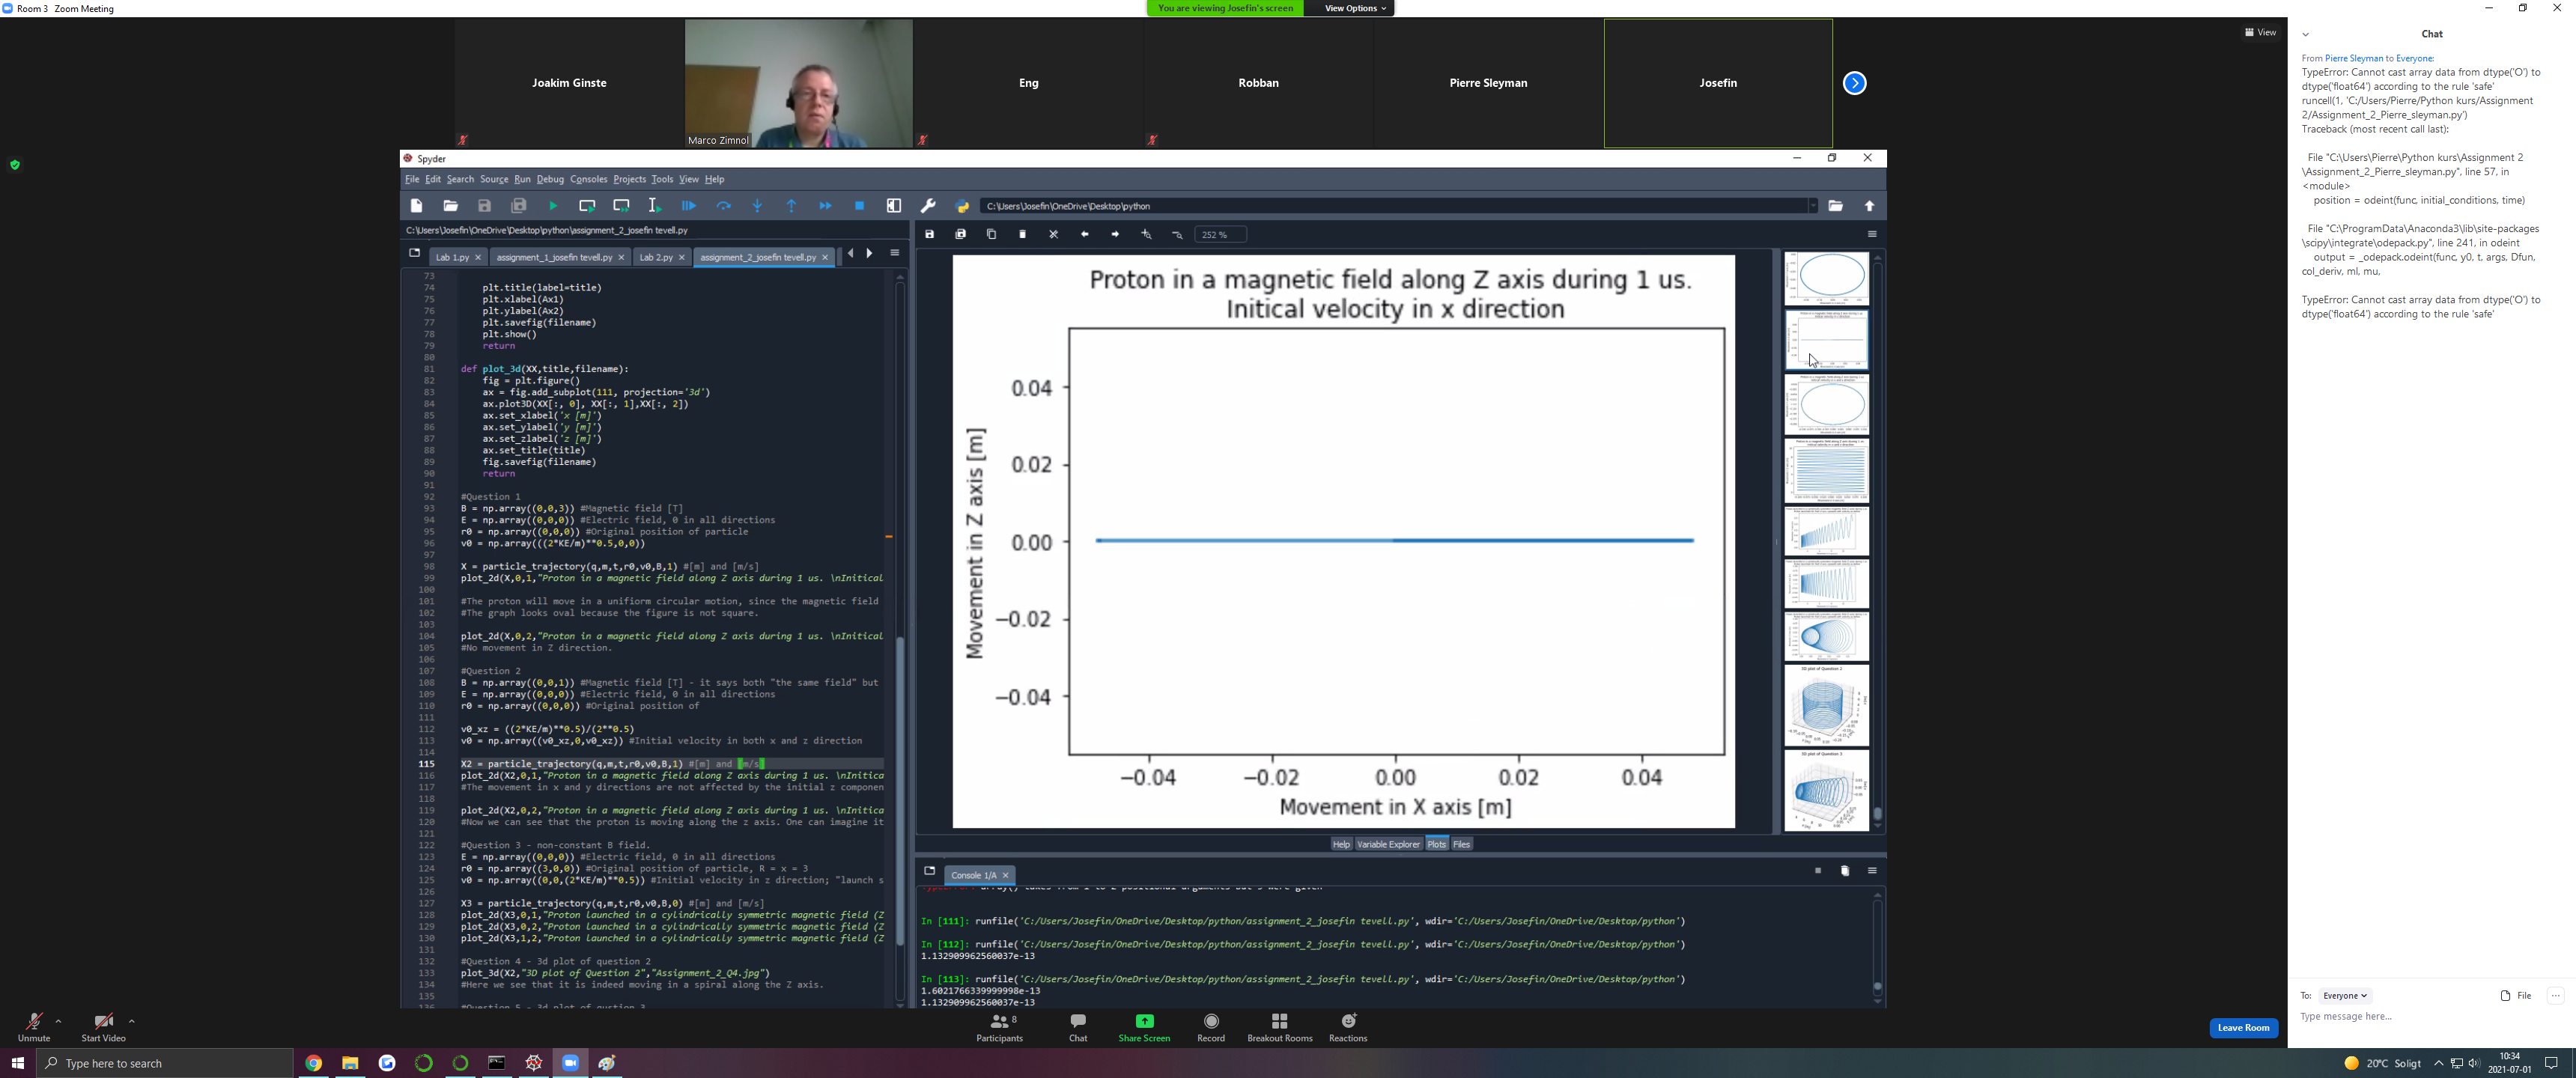 Room 3 Zoom Meeting
You are viewing Josefin's screen
View Options
View
Joakim Ginste
Marco Zimnol
Eng
Robban
Pierre Sleyman
Josefin
Spyder
File Edit Search Source Run Debug Consoles Projects Tools View Help
C:\Users\Josefin\OneDrive\Desktop\python
C:\Users\Josefin\OneDrive\Desktop\python\assignment_2_josefin tevell.py
Lab 1.py
assignment_1_josefin tevell.py
Lab 2.py
assignment_2_josefin tevell.py
73
74 plt.title(label=title)
75 plt.xlabel(Ax1)
76 plt.ylabel(Ax2)
77 plt.savefig(filename)
78 plt.show()
79 return
80
81 def plot_3d(XX,title,filename):
82 fig = plt.figure()
83 ax = fig.add_subplot(111, projection='3d')
84 ax.plot3D(XX[:, 0], XX[:, 1],XX[:, 2])
85 ax.set_xlabel('x [m]')
86 ax.set_ylabel('y [m]')
87 ax.set_zlabel('z [m]')
88 ax.set_title(title)
89 fig.savefig(filename)
90 return
91
92 #Question 1
93 B = np.array((0,0,3)) #Magnetic field [T]
94 E = np.array((0,0,0)) #Electric field, 0 in all directions
95 r0 = np.array((0,0,0)) #Original position of particle
96 v0 = np.array(((2*KE/m)**0.5,0,0))
97
98 X = particle_trajectory(q,m,t,r0,v0,B,1) #[m] and [m/s]
99 plot_2d(X,0,1,"Proton in a magnetic field along Z axis during 1 us. \nInitical
100
101 #The proton will move in a unifiorm circular motion, since the magnetic field
102 #The graph looks oval because the figure is not square.
103
104 plot_2d(X,0,2,"Proton in a magnetic field along Z axis during 1 us. \nInitical
105 #No movement in Z direction.
106
107 #Question 2
108 B = np.array((0,0,1)) #Magnetic field [T] - it says both "the same field" but
109 E = np.array((0,0,0)) #Electric field, 0 in all directions
110 r0 = np.array((0,0,0)) #Original position of
111
112 v0_xz = ((2*KE/m)**0.5)/(2**0.5)
113 v0 = np.array((v0_xz,0,v0_xz)) #Initial velocity in both x and z direction
114
115 X2 = particle_trajectory(q,m,t,r0,v0,B,1) #[m] and [m/s]
116 plot_2d(X2,0,1,"Proton in a magnetic field along Z axis during 1 us. \nInitica
117 #The movement in x and y directions are not affected by the initial z componen
118
119 plot_2d(X2,0,2,"Proton in a magnetic field along Z axis during 1 us. \nInitica
120 #Now we can see that the proton is moving along the z axis. One can imagine it
121
122 #Question 3 - non-constant B field.
123 E = np.array((0,0,0)) #Electric field, 0 in all directions
124 r0 = np.array((3,0,0)) #Original position of particle, R = x = 3
125 v0 = np.array((0,0,(2*KE/m)**0.5)) #Initial velocity in z direction; "launch s
126
127 X3 = particle_trajectory(q,m,t,r0,v0,B,0) #[m] and [m/s]
128 plot_2d(X3,0,1,"Proton launched in a cylindrically symmetric magnetic field (Z
129 plot_2d(X3,0,2,"Proton launched in a cylindrically symmetric magnetic field (Z
130 plot_2d(X3,1,2,"Proton launched in a cylindrically symmetric magnetic field (Z
131
132 #Question 4 - 3d plot of question 2
133 plot_3d(X2,"3D plot of Question 2","Assignment_2_Q4.jpg")
134 #Here we see that it is indeed moving in a spiral along the Z axis.
135
252 %
Proton in a magnetic field along Z axis during 1 us.
Initical velocity in x direction
Movement in Z axis [m]
0.04
0.02
0.00
−0.02
−0.04
−0.04 −0.02 0.00 0.02 0.04
Movement in X axis [m]
3D plot of Question 2
3D plot of Question 3
Help Variable Explorer Plots Files
Console 1/A
In [111]: runfile('C:/Users/Josefin/OneDrive/Desktop/python/assignment_2_josefin tevell.py', wdir='C:/Users/Josefin/OneDrive/Desktop/python')
In [112]: runfile('C:/Users/Josefin/OneDrive/Desktop/python/assignment_2_josefin tevell.py', wdir='C:/Users/Josefin/OneDrive/Desktop/python')
1.132909962560037e-13
In [113]: runfile('C:/Users/Josefin/OneDrive/Desktop/python/assignment_2_josefin tevell.py', wdir='C:/Users/Josefin/OneDrive/Desktop/python')
1.6021766339999998e-13
1.132909962560037e-13
Chat
From Pierre Sleyman to Everyone:
TypeError: Cannot cast array data from dtype('O') to
dtype('float64') according to the rule 'safe'
runcell(1, 'C:/Users/Pierre/Python kurs/Assignment
2/Assignment_2_Pierre_sleyman.py')
Traceback (most recent call last):
File "C:\Users\Pierre\Python kurs\Assignment 2
\Assignment_2_Pierre_sleyman.py", line 57, in
<module>
position = odeint(func, initial_conditions, time)
File "C:\ProgramData\Anaconda3\lib\site-packages
\scipy\integrate\odepack.py", line 241, in odeint
output = _odepack.odeint(func, y0, t, args, Dfun,
col_deriv, ml, mu,
TypeError: Cannot cast array data from dtype('O') to
dtype('float64') according to the rule 'safe'
To: Everyone
File
Type message here...
Unmute
Start Video
Participants 8
Chat
Share Screen
Record
Breakout Rooms
Reactions
Leave Room
Type here to search
20°C Soligt
10:34
2021-07-01